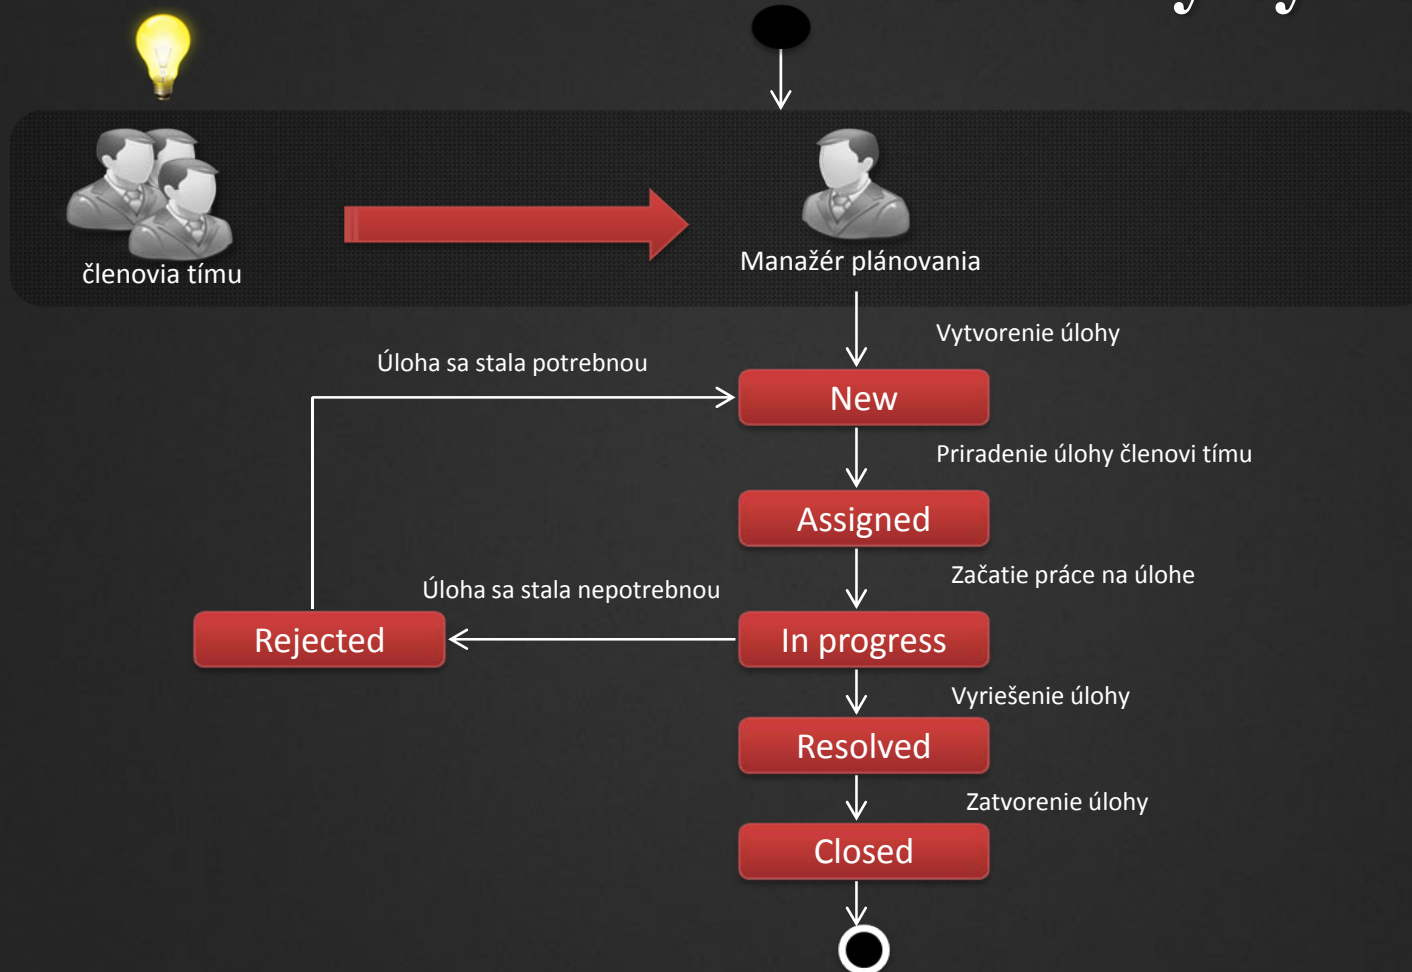 členovia tímu
Manažér plánovania
Vytvorenie úlohy
Úloha sa stala potrebnou
New
Priradenie úlohy členovi tímu
Assigned
Začatie práce na úlohe
Úloha sa stala nepotrebnou
Rejected
In progress
Vyriešenie úlohy
Resolved
Zatvorenie úlohy
Closed